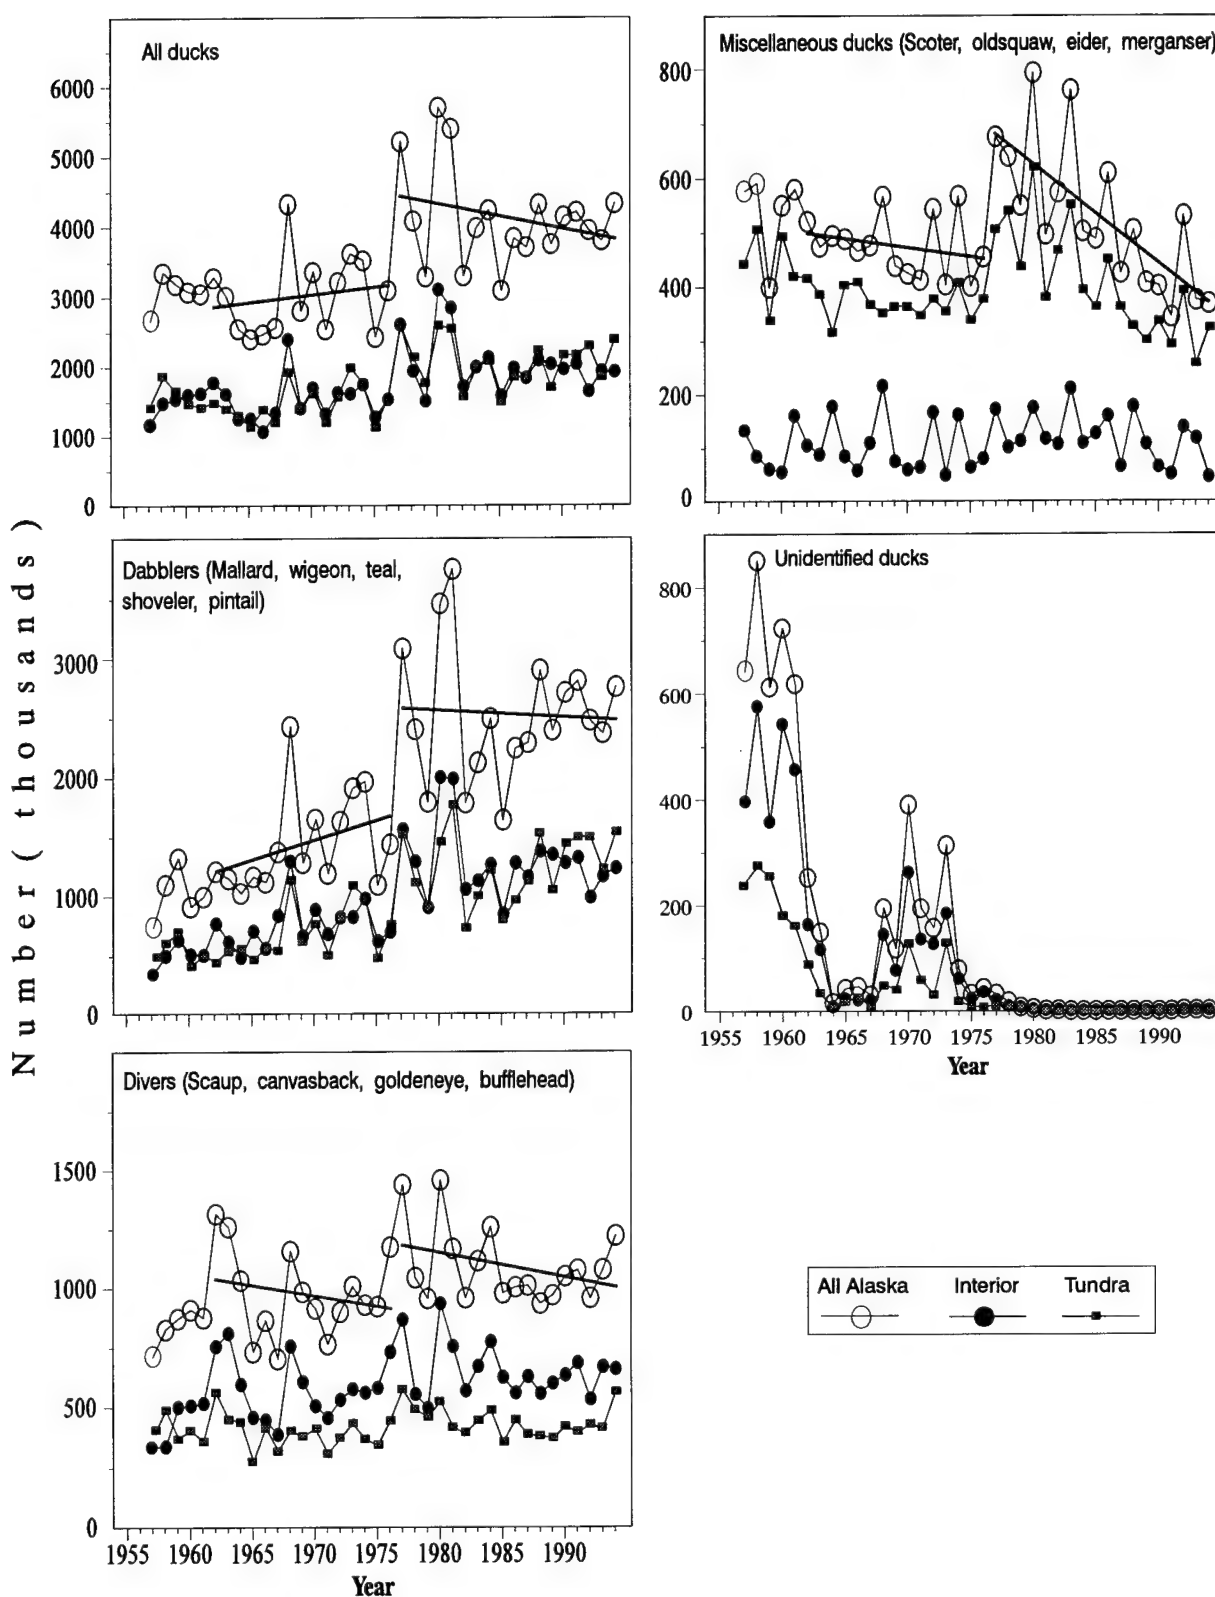 All ducks
6000
5000
4000
3000
2000
1000
0
Miscellaneous ducks (Scoter, oldsquaw, eider, merganser)
800
600
400
200
0
Number ( thousands )
Dabblers (Mallard, wigeon, teal,
shoveler, pintail)
3000
2000
1000
0
Unidentified ducks
800
600
400
200
0
1955 1960 1965 1970 1975 1980 1985 1990
Year
Divers (Scaup, canvasback, goldeneye, bufflehead)
1500
1000
500
0
1955 1960 1965 1970 1975 1980 1985 1990
Year
All Alaska Interior Tundra